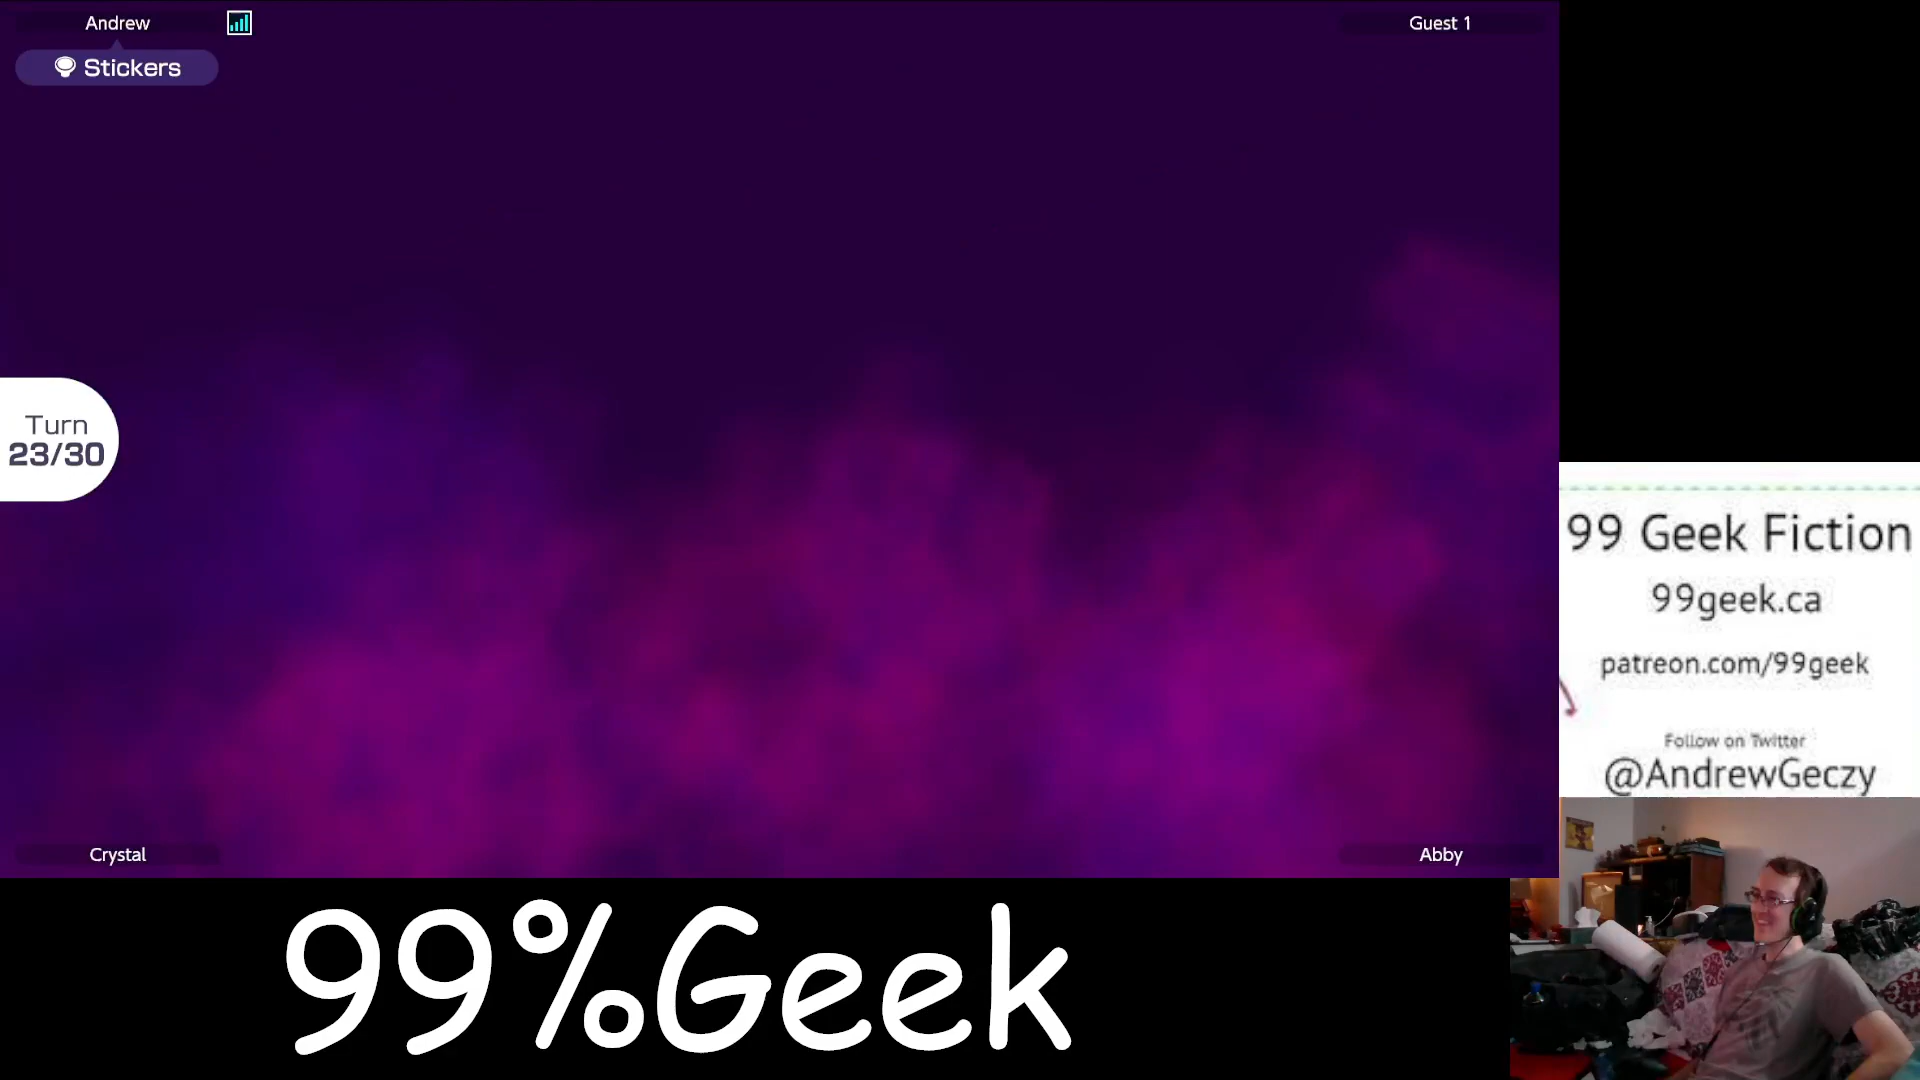 Andrew
Guest 1
Stickers
Turn
23/30
99 Geek Fiction
99geek.ca
patreon.com/99geek
Follow on Twitter
@AndrewGeczy
Crystal
Abby
99%Geek